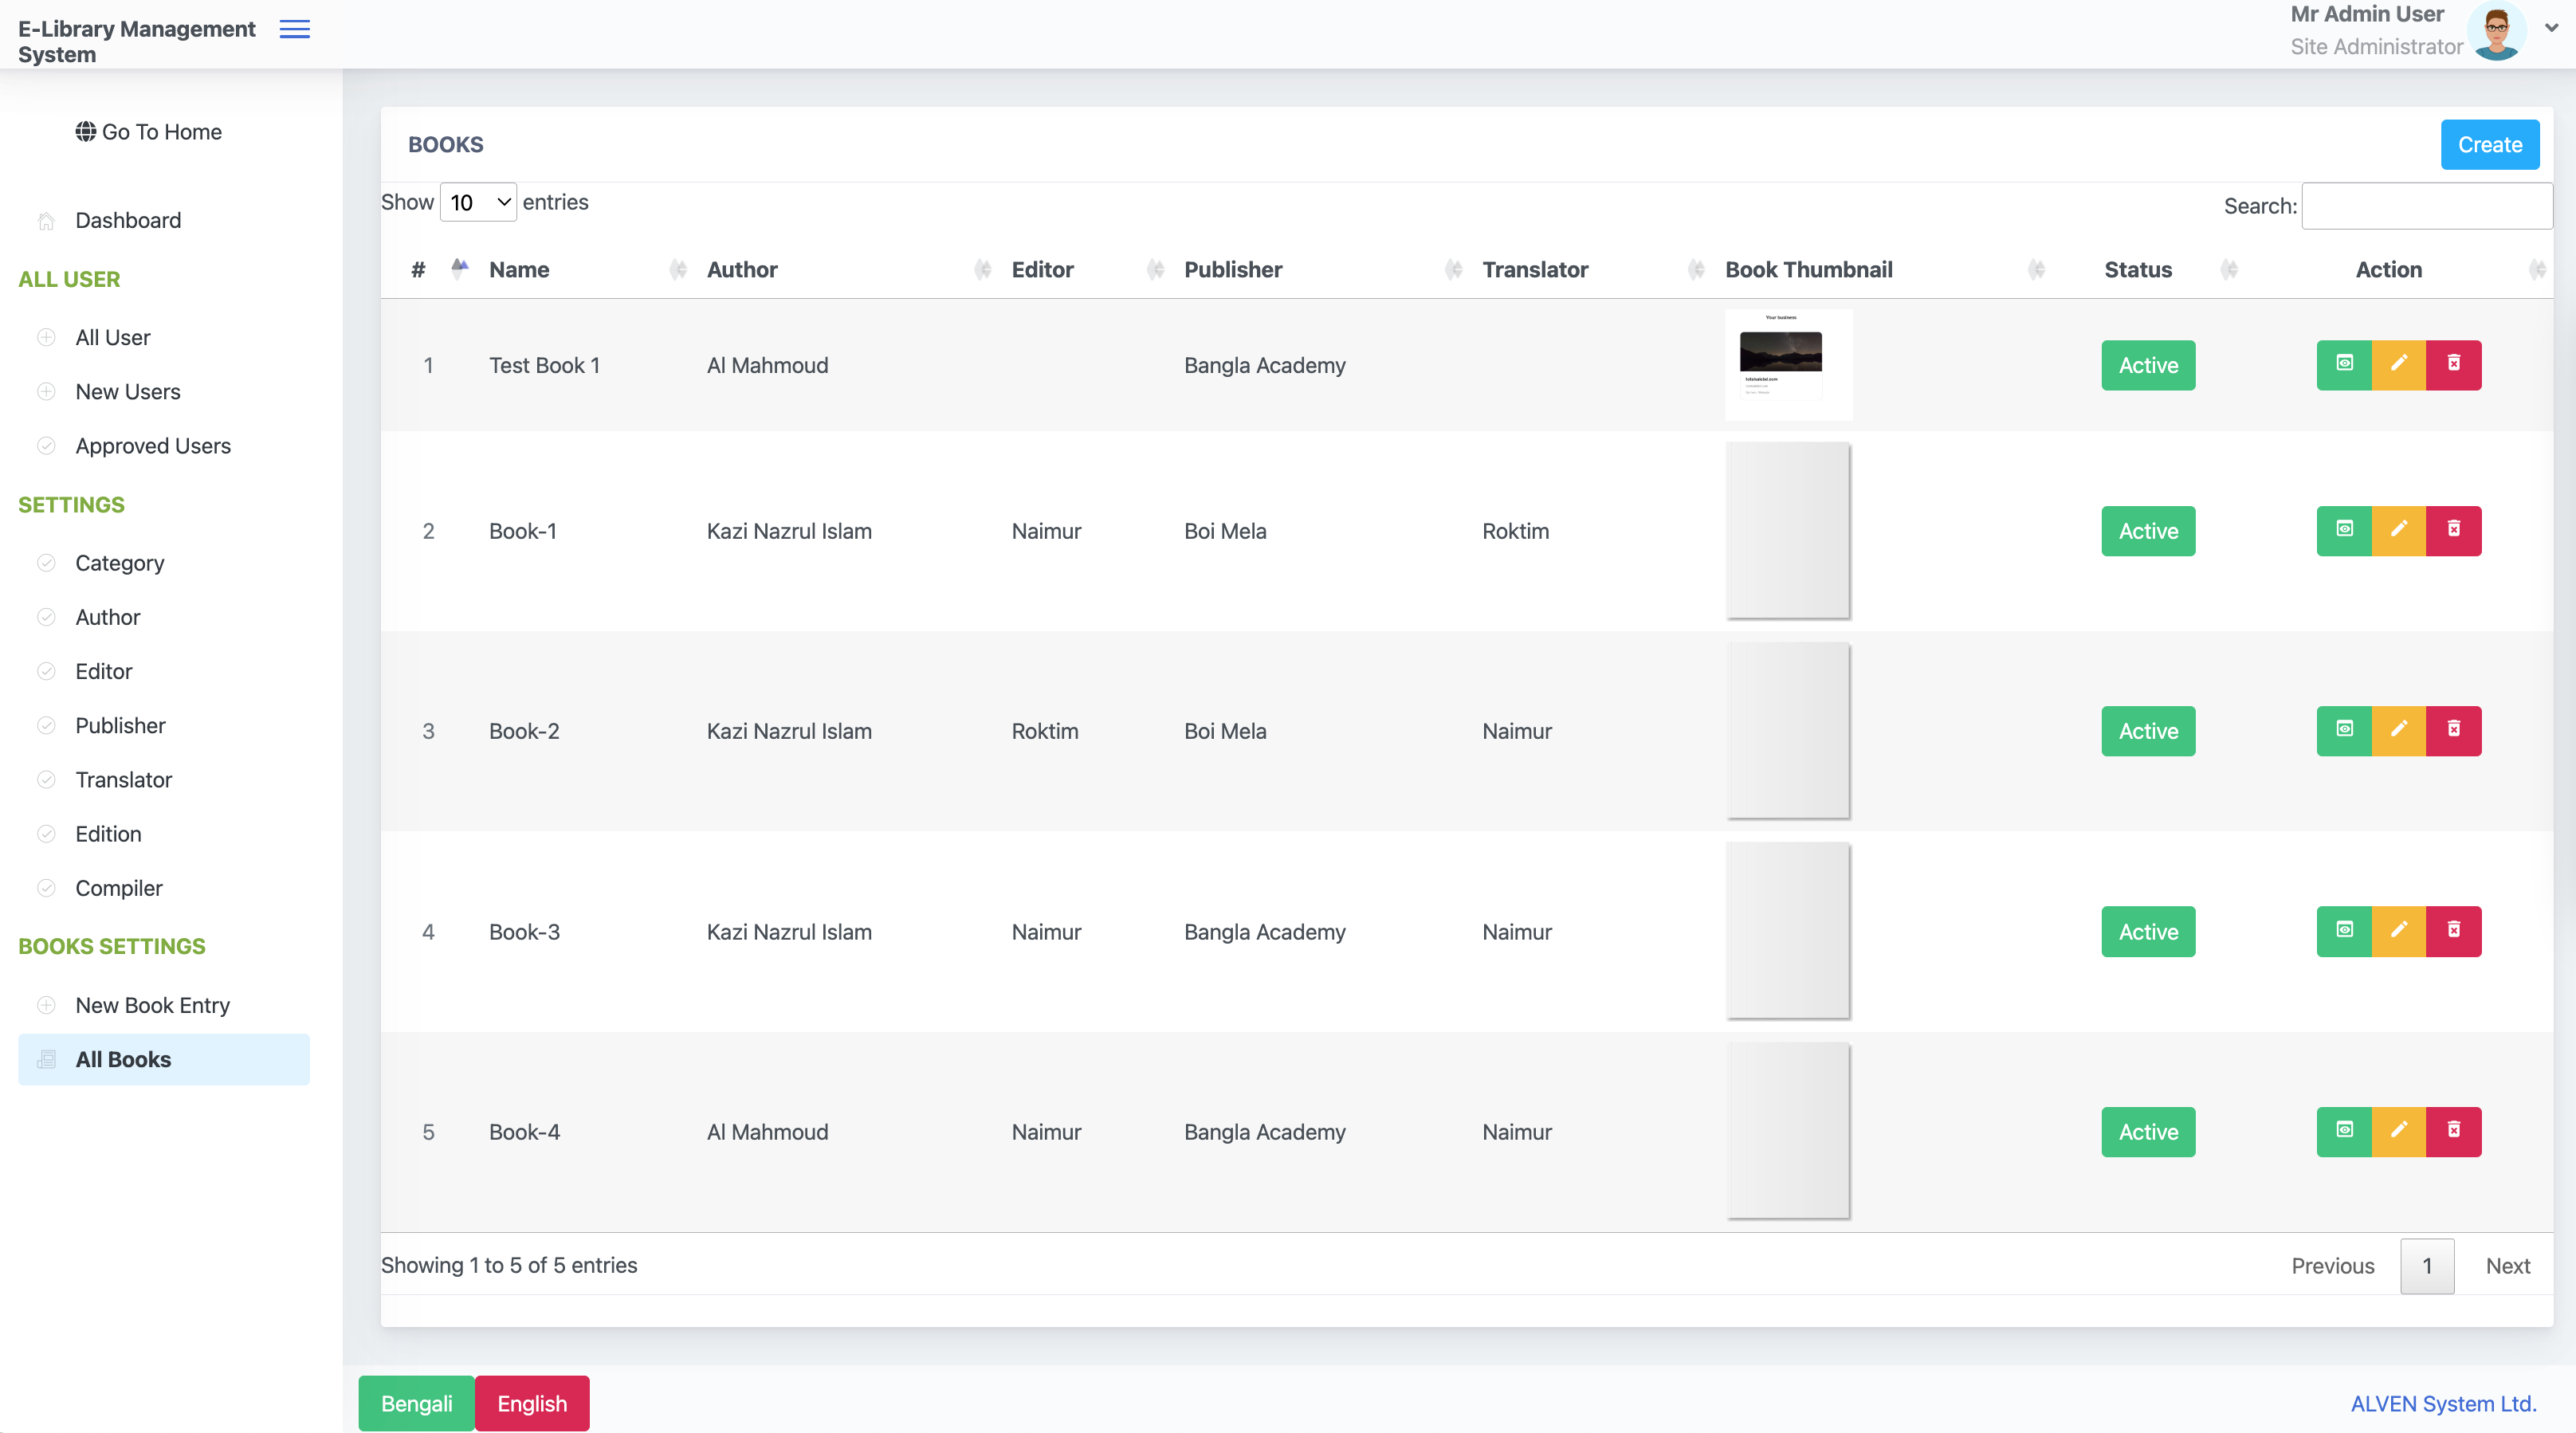 E-Library Management
System
Mr Admin User
Site Administrator
Go To Home
Dashboard
ALL USER
All User
New Users
Approved Users
SETTINGS
Category
Author
Editor
Publisher
Translator
Edition
Compiler
BOOKS SETTINGS
New Book Entry
All Books
BOOKS
Create
Show 10 entries
Search:
# Name Author Editor Publisher Translator Book Thumbnail Status Action
Your business
1 Test Book 1 Al Mahmoud Bangla Academy Active
2 Book-1 Kazi Nazrul Islam Naimur Boi Mela Roktim Active
3 Book-2 Kazi Nazrul Islam Roktim Boi Mela Naimur Active
4 Book-3 Kazi Nazrul Islam Naimur Bangla Academy Naimur Active
5 Book-4 Al Mahmoud Naimur Bangla Academy Naimur Active
Showing 1 to 5 of 5 entries
Previous 1 Next
Bengali English
ALVEN System Ltd.